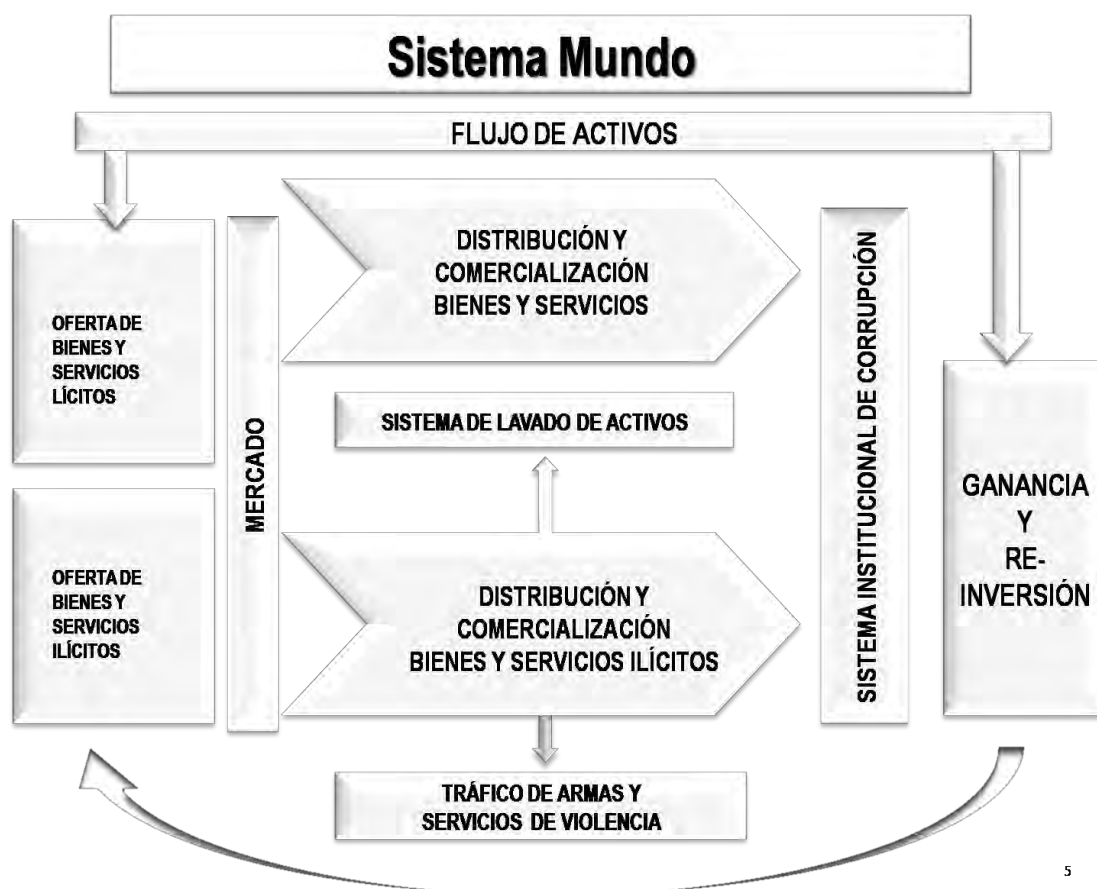 Sistema Mundo
FLUJO DE ACTIVOS
OFERTA DE
BIENES Y
SERVICIOS
LÍCITOS
OFERTA DE
BIENES Y
SERVICIOS
ILÍCITOS
MERCADO
DISTRIBUCIÓN Y
COMERCIALIZACIÓN
BIENES Y SERVICIOS
SISTEMA DE LAVADO DE ACTIVOS
DISTRIBUCIÓN Y
COMERCIALIZACIÓN
BIENES Y SERVICIOS ILÍCITOS
TRÁFICO DE ARMAS Y
SERVICIOS DE VIOLENCIA
SISTEMA INSTITUCIONAL DE CORRUPCIÓN
GANANCIA
Y
RE-
INVERSIÓN
5